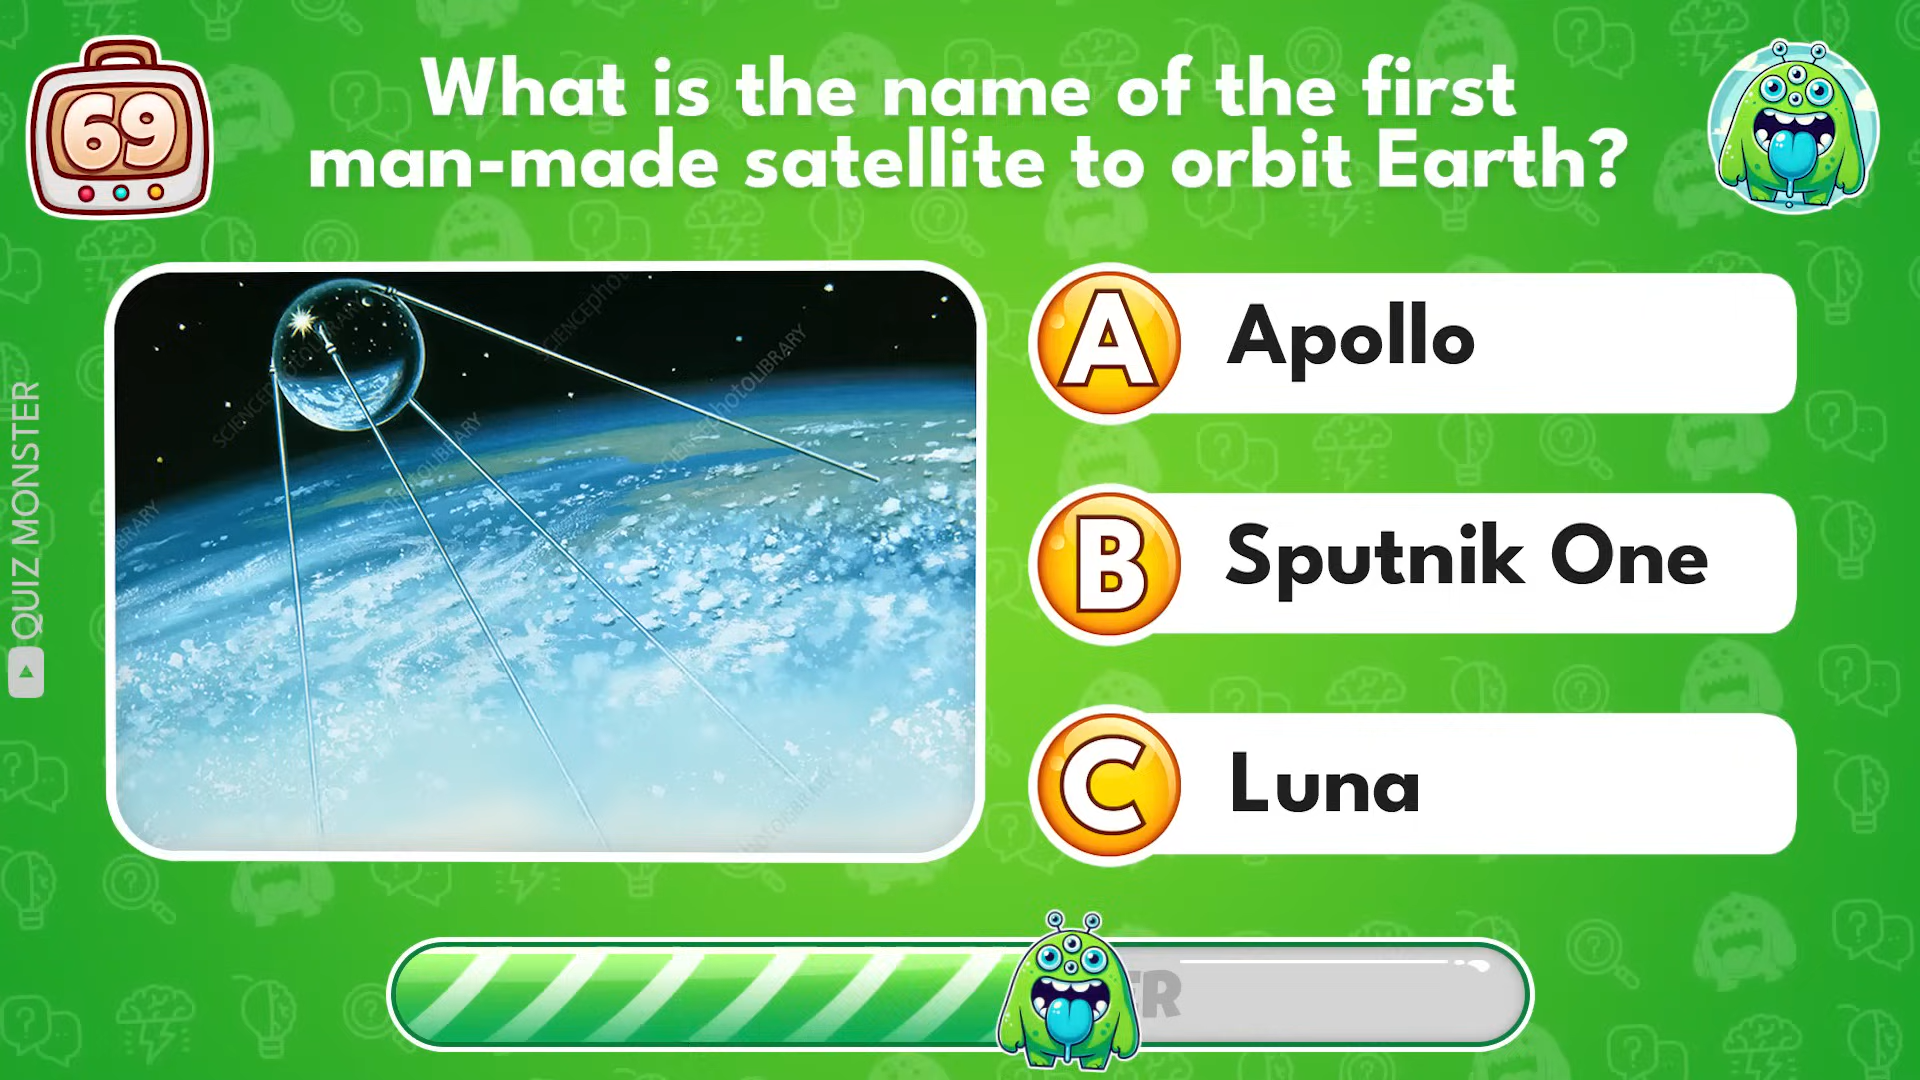 69
What is the name of the first
man-made satellite to orbit Earth?
A Apollo
B Sputnik One
C Luna
QUIZ MONSTER
SCIENCEphotoLIBRARY